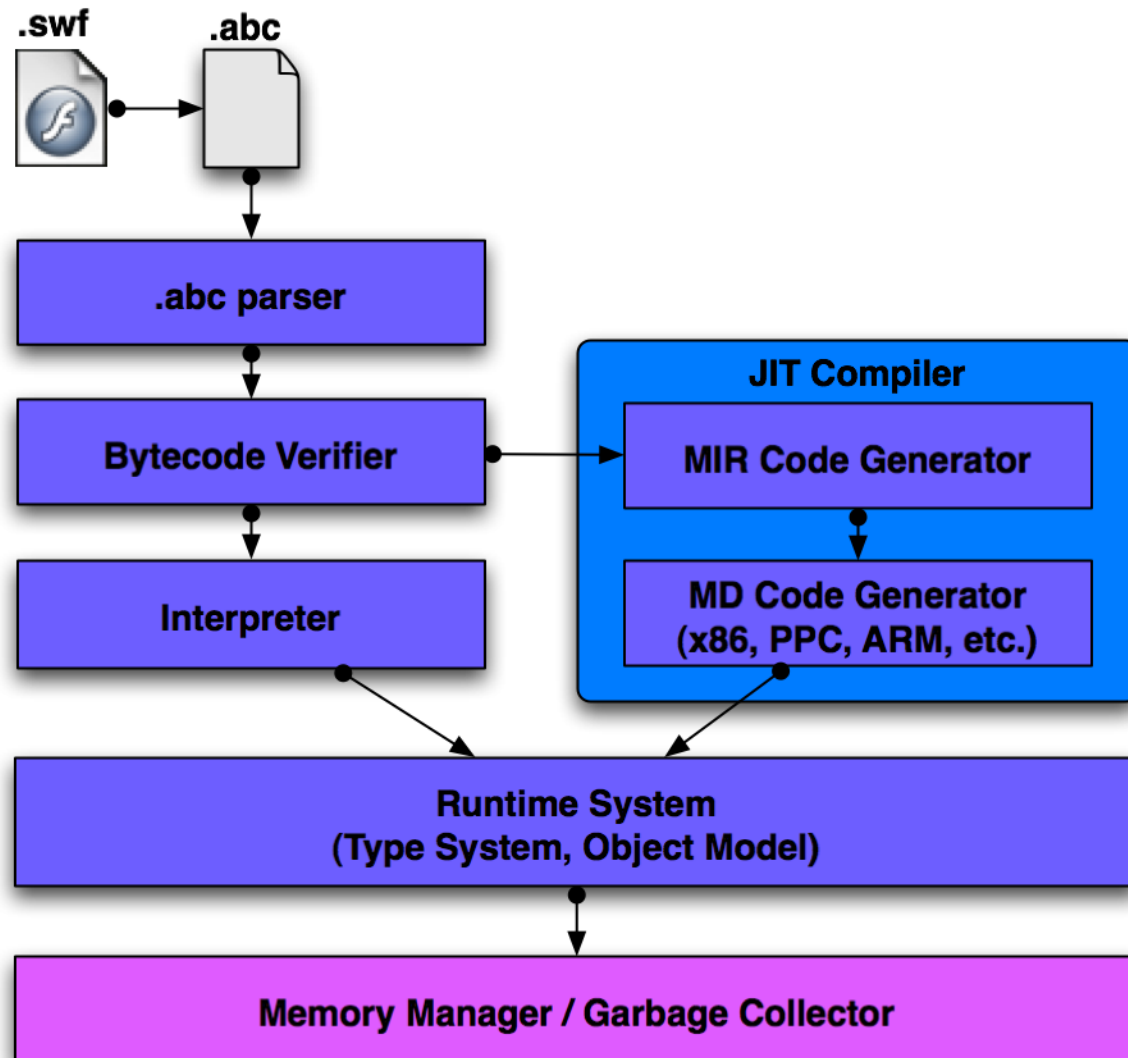 .swf
.abc
.abc parser
JIT Compiler
Bytecode Verifier
MIR Code Generator
Interpreter
MD Code Generator
(x86, PPC, ARM, etc.)
Runtime System
(Type System, Object Model)
Memory Manager / Garbage Collector